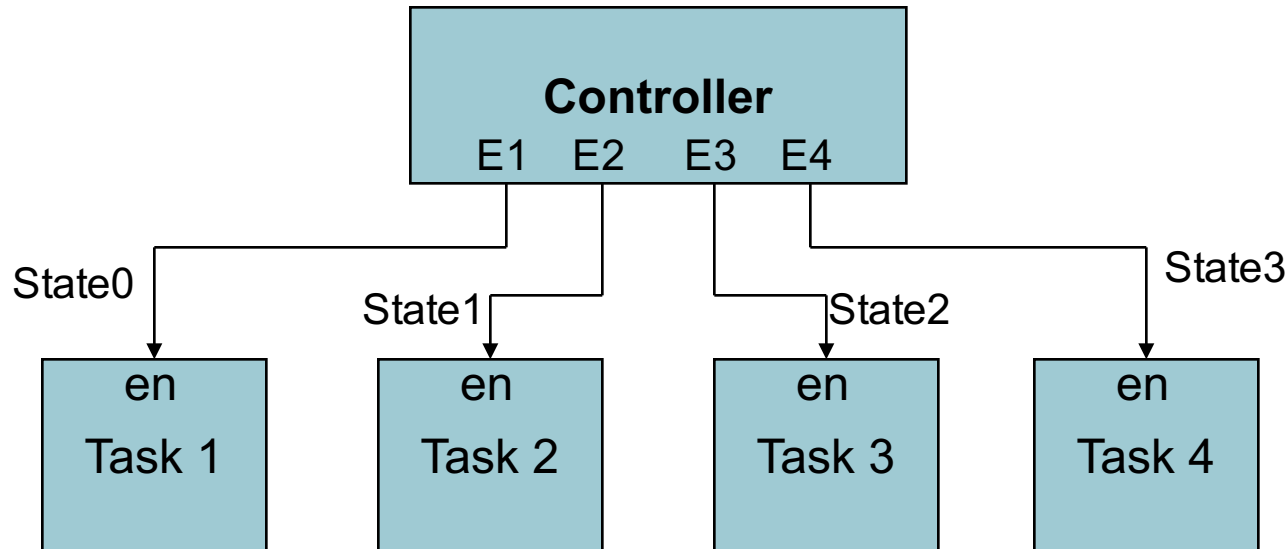 Controller
E1 E2 E3 E4
State0
State1
State2
State3
en
Task 1
en
Task 2
en
Task 3
en
Task 4